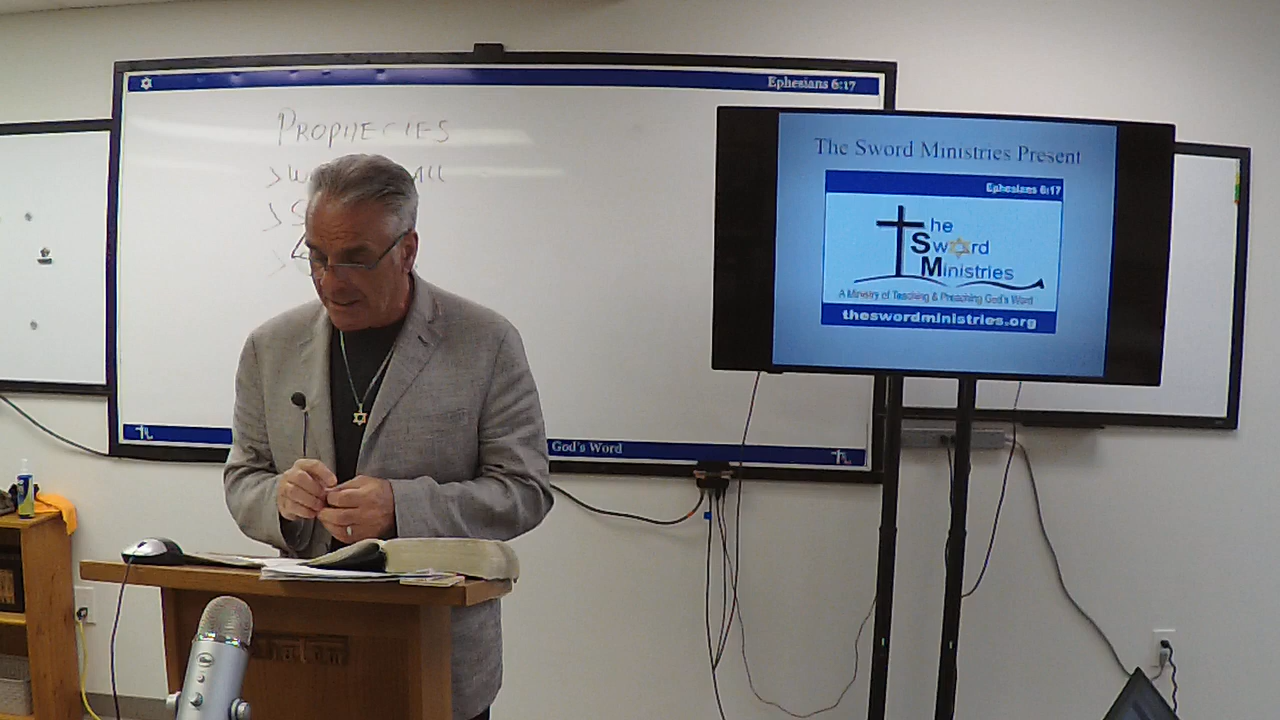 Ephesians 6:17
PROPHECIES
God's Word
The Sword Ministries Present
Ephesians 6:17
The
Sword
Ministries
A Ministry of Teaching & Preaching God's Word
theswordministries.org